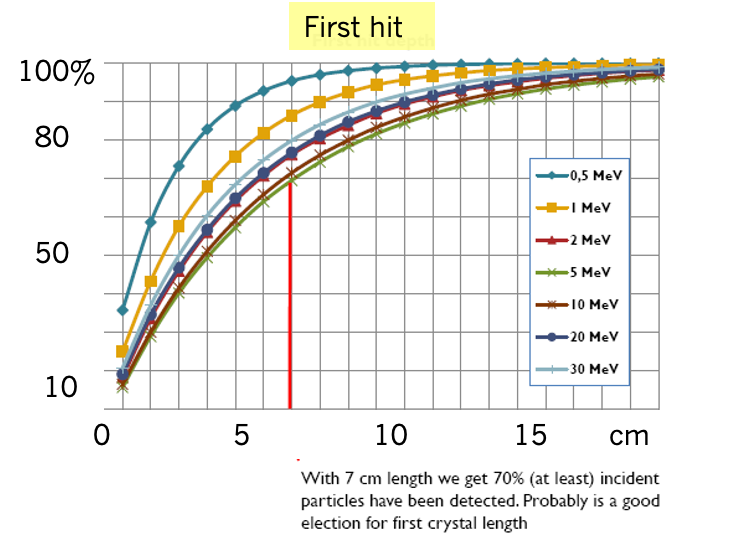 First hit
100%
80
50
10
0 5 10 15 cm
0,5 MeV
1 MeV
2 MeV
5 MeV
10 MeV
20 MeV
30 MeV
With 7 cm length we get 70% (at least) incident
particles have been detected. Probably is a good
election for first crystal length